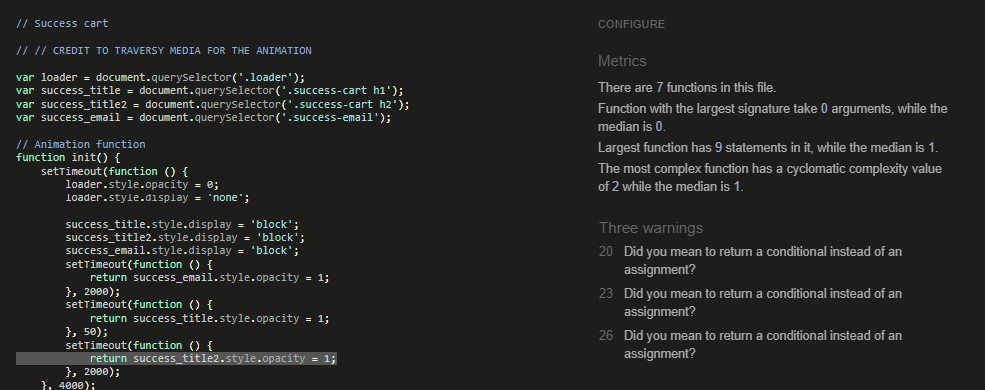 // Success cart
// // CREDIT TO TRAVERSY MEDIA FOR THE ANIMATION
var loader = document.querySelector('.loader');
var success_title = document.querySelector('.success-cart h1');
var success_title2 = document.querySelector('.success-cart h2');
var success_email = document.querySelector('.success-email');
// Animation function
function init() {
setTimeout(function () {
loader.style.opacity = 0;
loader.style.display = 'none';
success_title.style.display = 'block';
success_title2.style.display = 'block';
success_email.style.display = 'block';
setTimeout(function () {
return success_email.style.opacity = 1;
}, 2000);
setTimeout(function () {
return success_title.style.opacity = 1;
}, 50);
setTimeout(function () {
return success_title2.style.opacity = 1;
}, 2000);
}, 4000);
CONFIGURE
Metrics
There are 7 functions in this file.
Function with the largest signature take 0 arguments, while the
median is 0.
Largest function has 9 statements in it, while the median is 1.
The most complex function has a cyclomatic complexity value
of 2 while the median is 1.
Three warnings
20 Did you mean to return a conditional instead of an
assignment?
23 Did you mean to return a conditional instead of an
assignment?
26 Did you mean to return a conditional instead of an
assignment?